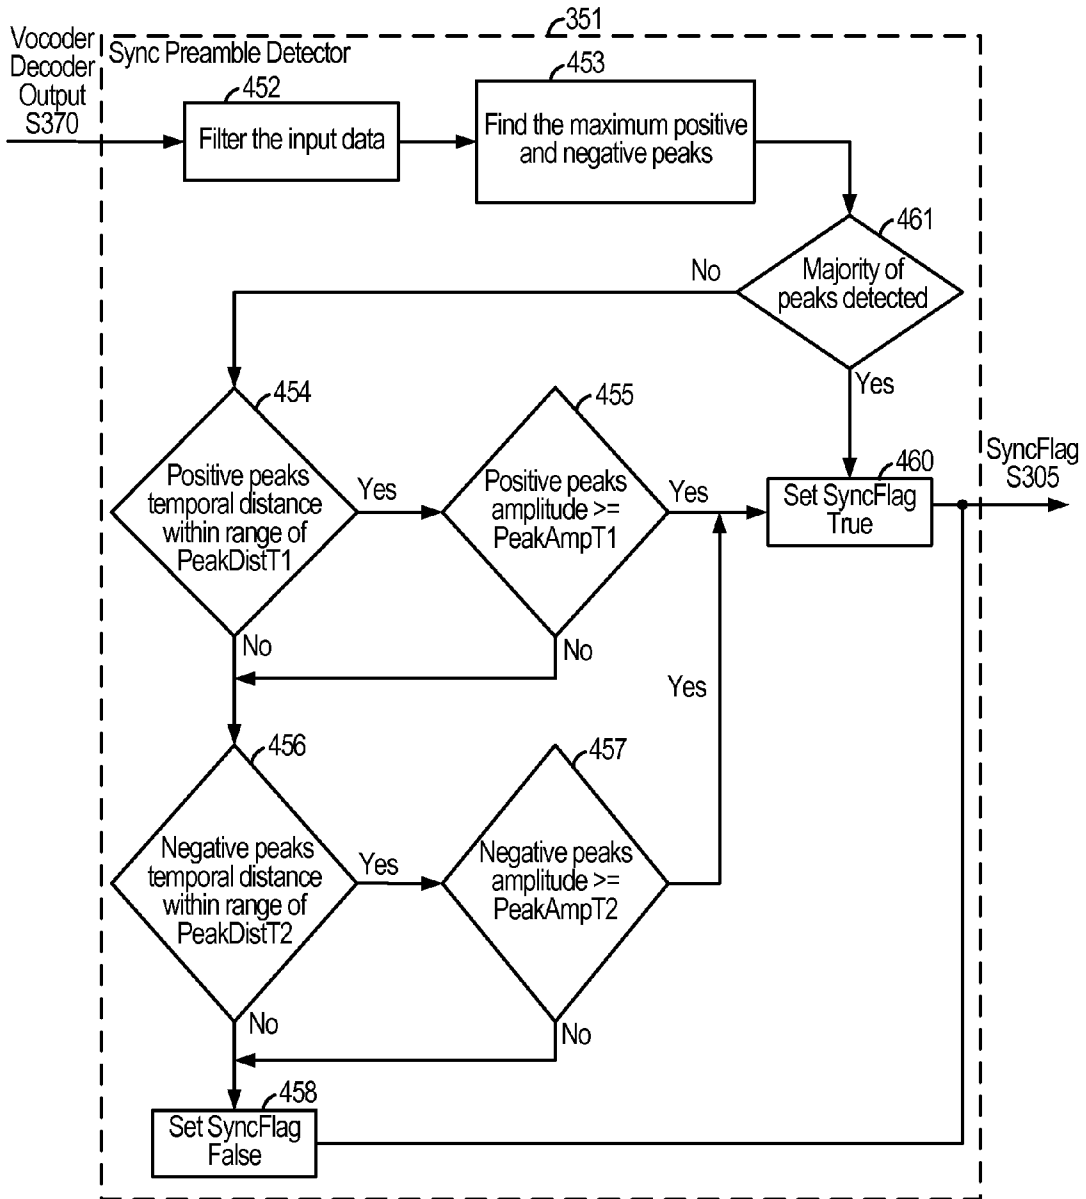 351
Vocoder
Decoder
Output
S370
Sync Preamble Detector
452
Filter the input data
453
Find the maximum positive
and negative peaks
461
Majority of
peaks detected
No
Yes
454
Positive peaks
temporal distance
within range of
PeakDistT1
Yes
No
455
Positive peaks
amplitude >=
PeakAmpT1
Yes
No
460
Set SyncFlag
True
SyncFlag
S305
456
Negative peaks
temporal distance
within range of
PeakDistT2
Yes
No
457
Negative peaks
amplitude >=
PeakAmpT2
Yes
No
458
Set SyncFlag
False